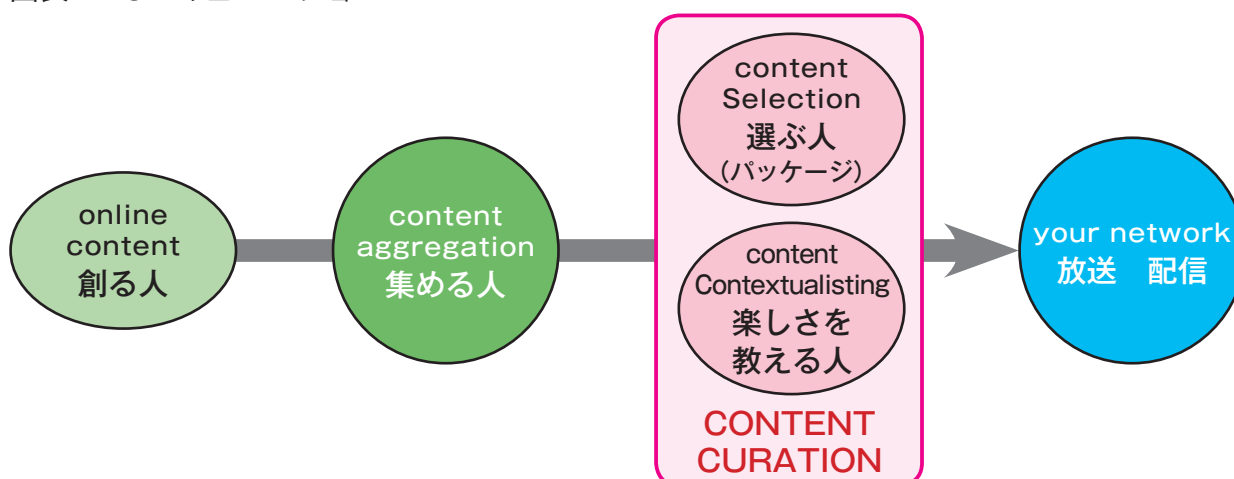 online
content
創る人
content
aggregation
集める人
content
Selection
選ぶ人
(パッケージ)
content
Contextualisting
楽しさを
教える人
CONTENT
CURATION
your network
放送 配信